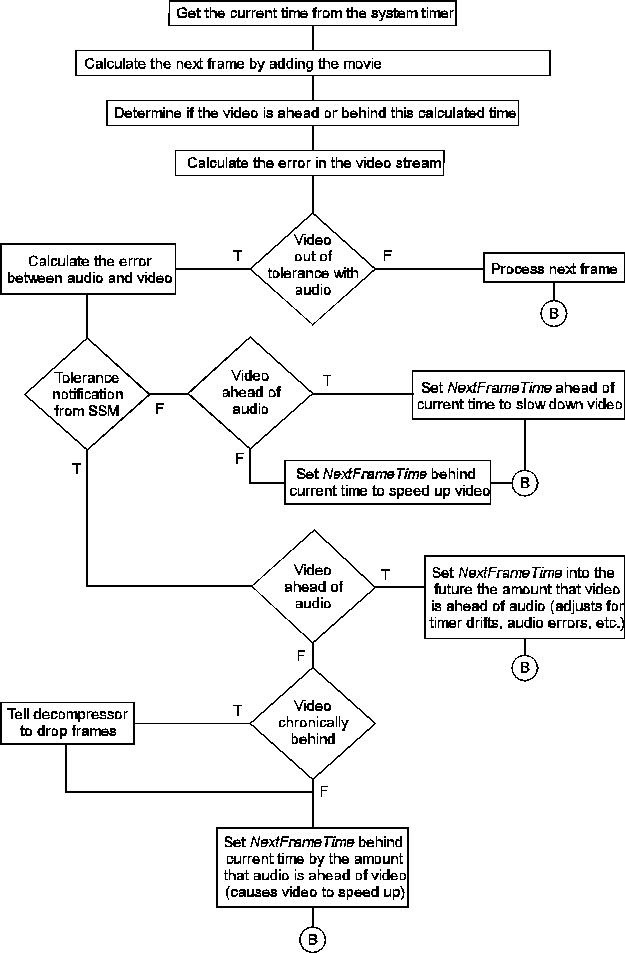 Get the current time from the system timer
Calculate the next frame by adding the movie
Determine if the video is ahead or behind this calculated time
Calculate the error in the video stream
Video
out of
tolerance with
audio
T
F
Calculate the error
between audio and video
Process next frame
B
Tolerance
notification
from SSM
F
T
Video
ahead of
audio
T
F
Set NextFrameTime ahead of
current time to slow down video
Set NextFrameTime behind
current time to speed up video
B
Video
ahead of
audio
T
F
Set NextFrameTime into the
future the amount that video
is ahead of audio (adjusts for
timer drifts, audio errors, etc.)
B
Video
chronically
behind
T
F
Tell decompressor
to drop frames
Set NextFrameTime behind
current time by the amount
that audio is ahead of video
(causes video to speed up)
B